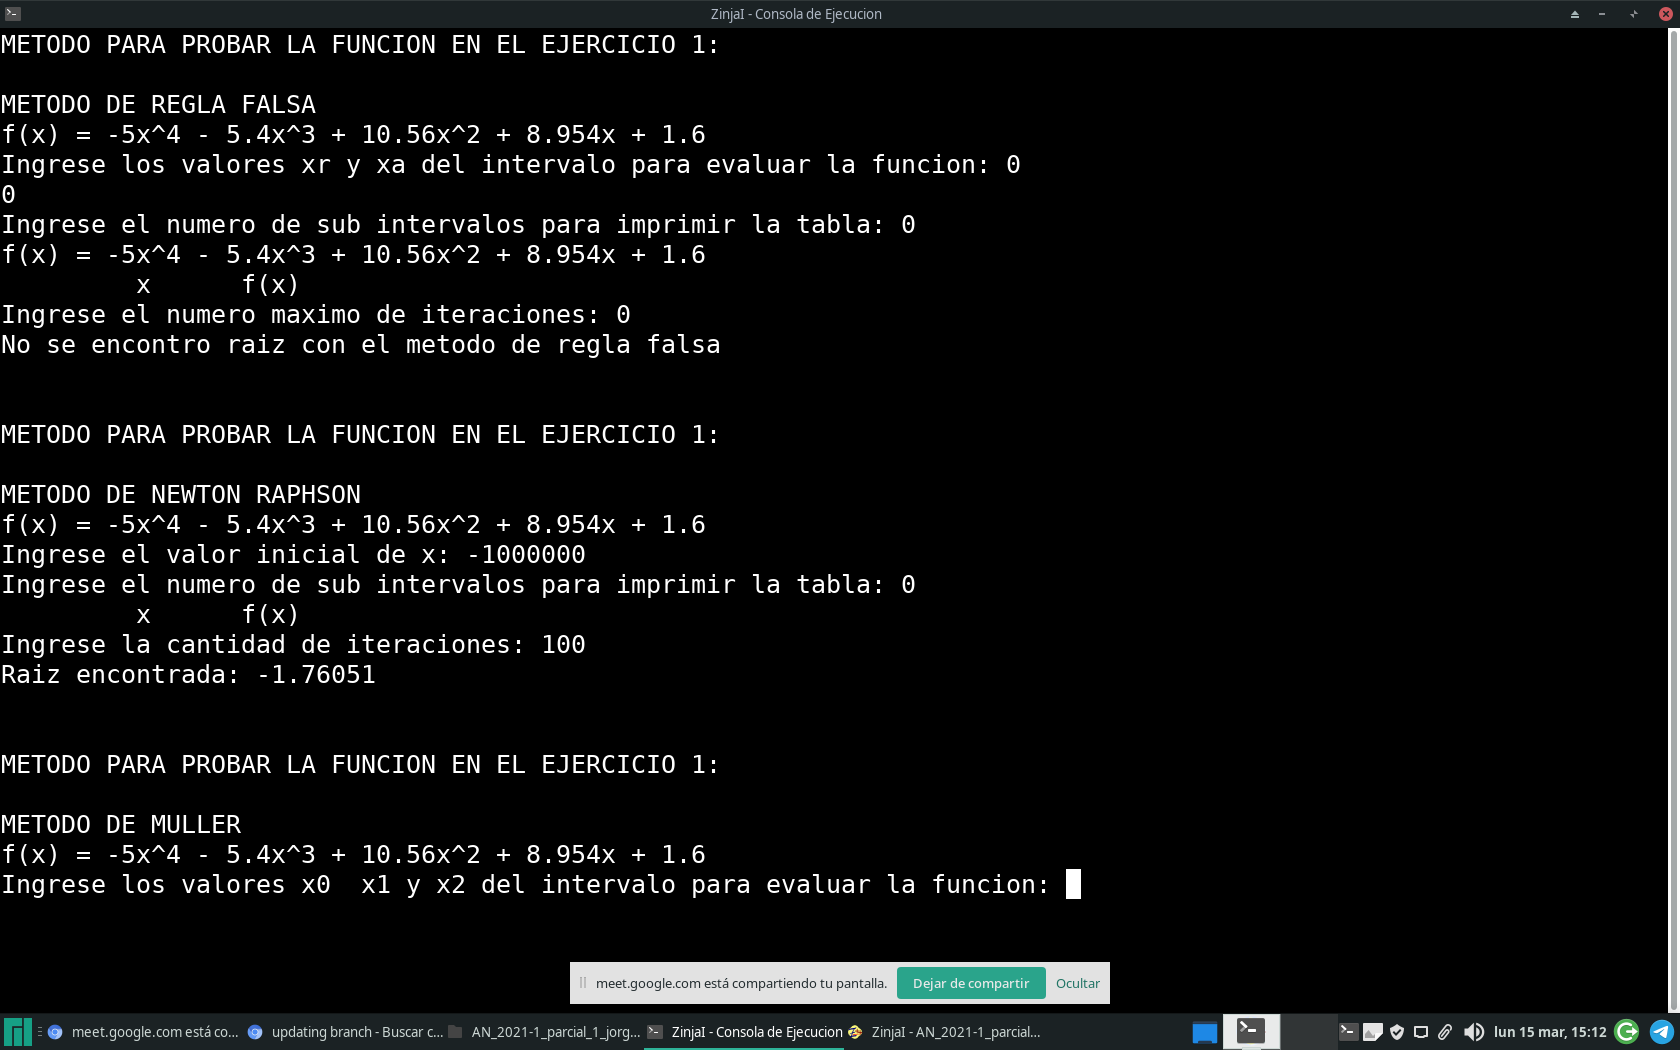 ZinjaI - Consola de Ejecucion
METODO PARA PROBAR LA FUNCION EN EL EJERCICIO 1:
METODO DE REGLA FALSA
f(x) = -5x^4 - 5.4x^3 + 10.56x^2 + 8.954x + 1.6
Ingrese los valores xr y xa del intervalo para evaluar la funcion: 0
0
Ingrese el numero de sub intervalos para imprimir la tabla: 0
f(x) = -5x^4 - 5.4x^3 + 10.56x^2 + 8.954x + 1.6
x f(x)
Ingrese el numero maximo de iteraciones: 0
No se encontro raiz con el metodo de regla falsa
METODO PARA PROBAR LA FUNCION EN EL EJERCICIO 1:
METODO DE NEWTON RAPHSON
f(x) = -5x^4 - 5.4x^3 + 10.56x^2 + 8.954x + 1.6
Ingrese el valor inicial de x: -1000000
Ingrese el numero de sub intervalos para imprimir la tabla: 0
x f(x)
Ingrese la cantidad de iteraciones: 100
Raiz encontrada: -1.76051
METODO PARA PROBAR LA FUNCION EN EL EJERCICIO 1:
METODO DE MULLER
f(x) = -5x^4 - 5.4x^3 + 10.56x^2 + 8.954x + 1.6
Ingrese los valores x0  x1 y x2 del intervalo para evaluar la funcion:
meet.google.com está compartiendo tu pantalla. Dejar de compartir Ocultar
meet.google.com está co... updating branch - Buscar c... AN_2021-1_parcial_1_jorg... ZinjaI - Consola de Ejecucion ZinjaI - AN_2021-1_parcial... lun 15 mar, 15:12